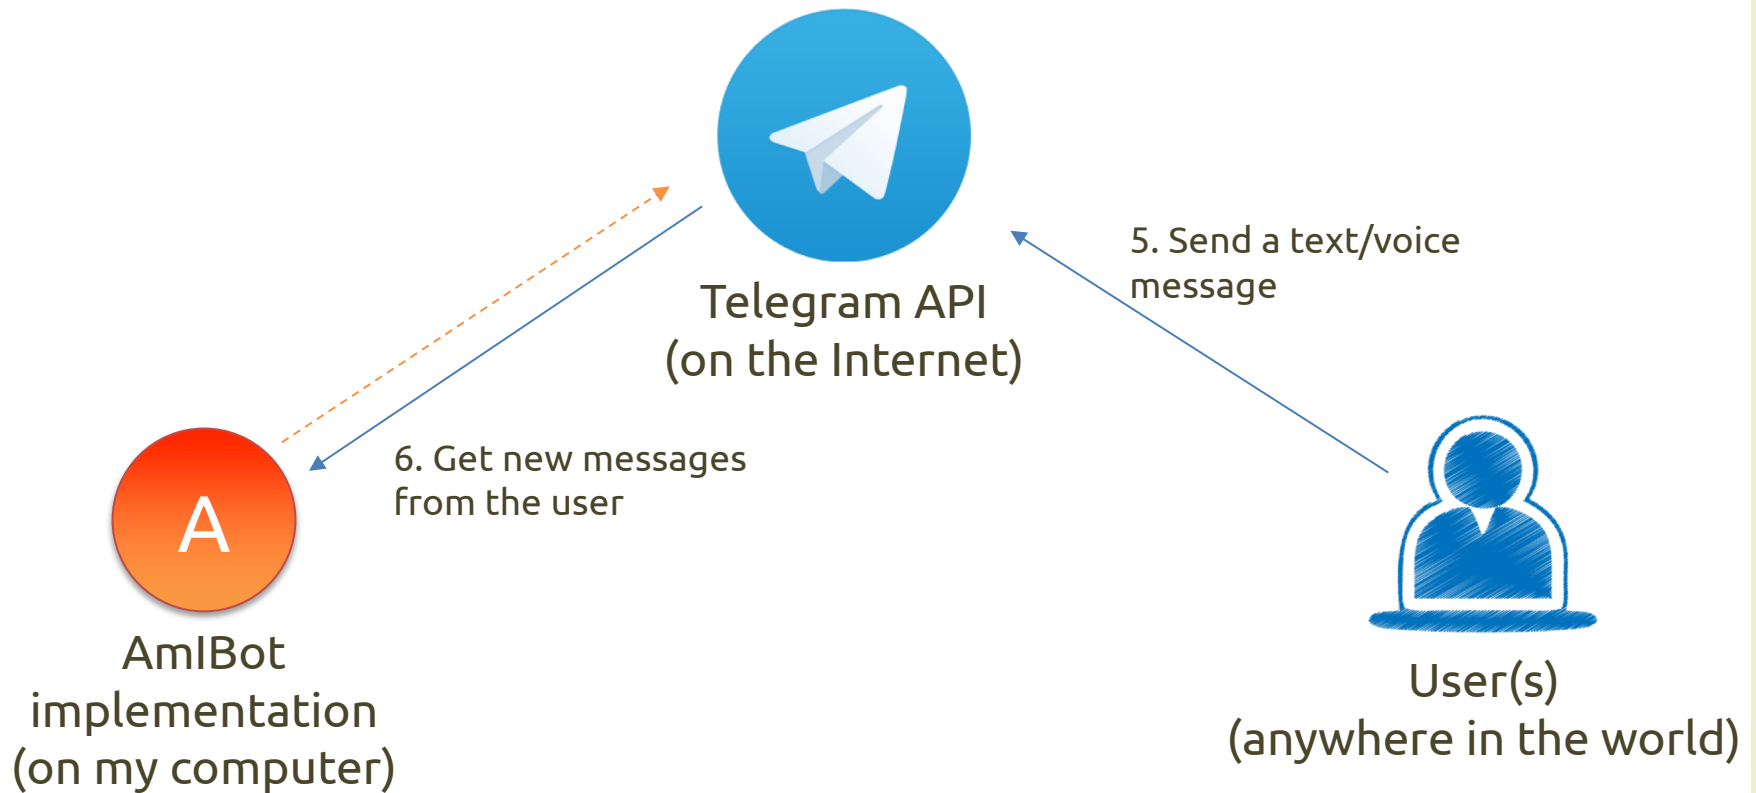 Telegram API
(on the Internet)
5. Send a text/voice
message
6. Get new messages
from the user
A
AmIBot
implementation
(on my computer)
User(s)
(anywhere in the world)